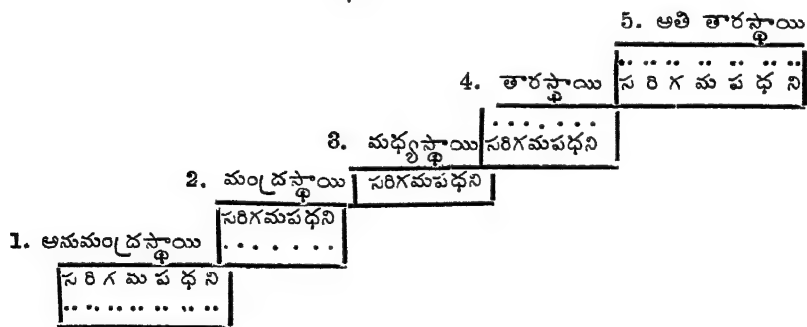 5. అతి తారస్థాయి
.. .. .. .. .. .. ..
4. తారస్థాయి స రి గ మ ప ధ ని
. . . . . . .
3. మధ్యస్థాయి సరిగమపధని
2. మంద్రస్థాయి సరిగమపధని
సరిగమపధని
1. అనుమంద్రస్థాయి . . . . . . .
స రి గ మ ప ధ ని
.. .. .. .. .. .. ..